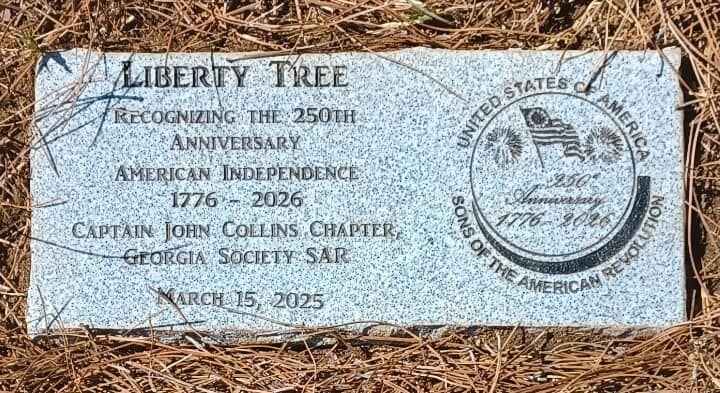 LIBERTY TREE
RECOGNIZING THE 250TH
ANNIVERSARY
AMERICAN INDEPENDENCE
1776 – 2026
CAPTAIN JOHN COLLINS CHAPTER,
GEORGIA SOCIETY SAR
MARCH 15, 2025
UNITED STATES OF AMERICA
250th
Anniversary
1776 - 2026
SONS OF THE AMERICAN REVOLUTION